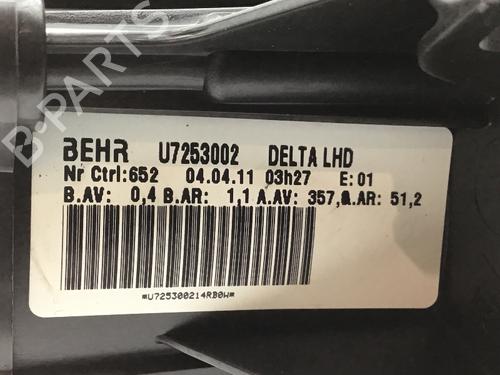 B-PARTS
BEHR U7253002 DELTA LHD
Nr Ctrl:652 04.04.11 03h27 E:01
B.AV: 0,4 B.AR: 1,1 A.AV: 357, A.AR: 51,2
*U725300214RB0W*